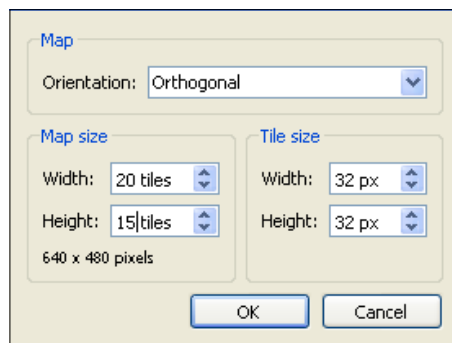 Map
Orientation: Orthogonal
Map size
Width: 20 tiles
Height: 15 tiles
640 x 480 pixels
Tile size
Width: 32 px
Height: 32 px
OK Cancel